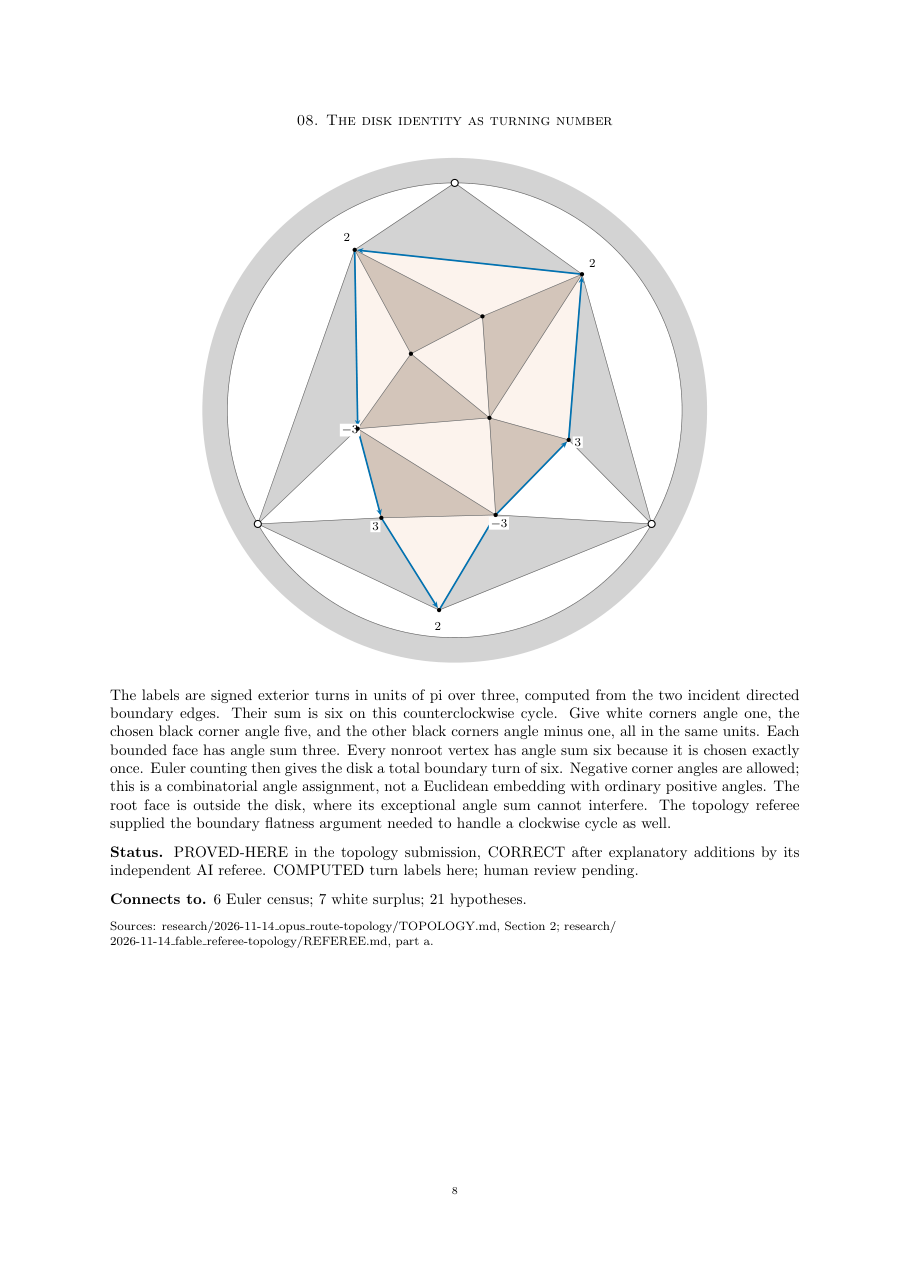 08. The disk identity as turning number
2
2
−3
3
3
−3
2
The labels are signed exterior turns in units of pi over three, computed from the two incident directed
boundary edges. Their sum is six on this counterclockwise cycle. Give white corners angle one, the
chosen black corner angle five, and the other black corners angle minus one, all in the same units. Each
bounded face has angle sum three. Every nonroot vertex has angle sum six because it is chosen exactly
once. Euler counting then gives the disk a total boundary turn of six. Negative corner angles are allowed;
this is a combinatorial angle assignment, not a Euclidean embedding with ordinary positive angles. The
root face is outside the disk, where its exceptional angle sum cannot interfere. The topology referee
supplied the boundary flatness argument needed to handle a clockwise cycle as well.
Status. PROVED-HERE in the topology submission, CORRECT after explanatory additions by its
independent AI referee. COMPUTED turn labels here; human review pending.
Connects to. 6 Euler census; 7 white surplus; 21 hypotheses.
Sources: research/2026-11-14_opus_route-topology/TOPOLOGY.md, Section 2; research/
2026-11-14_fable_referee-topology/REFEREE.md, part a.
8